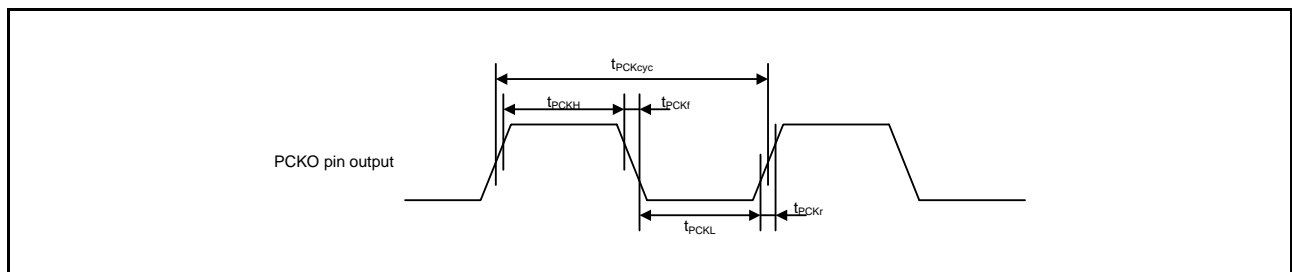 tPCKcyc
tPCKH
tPCKf
PCKO pin output
tPCKr
tPCKL